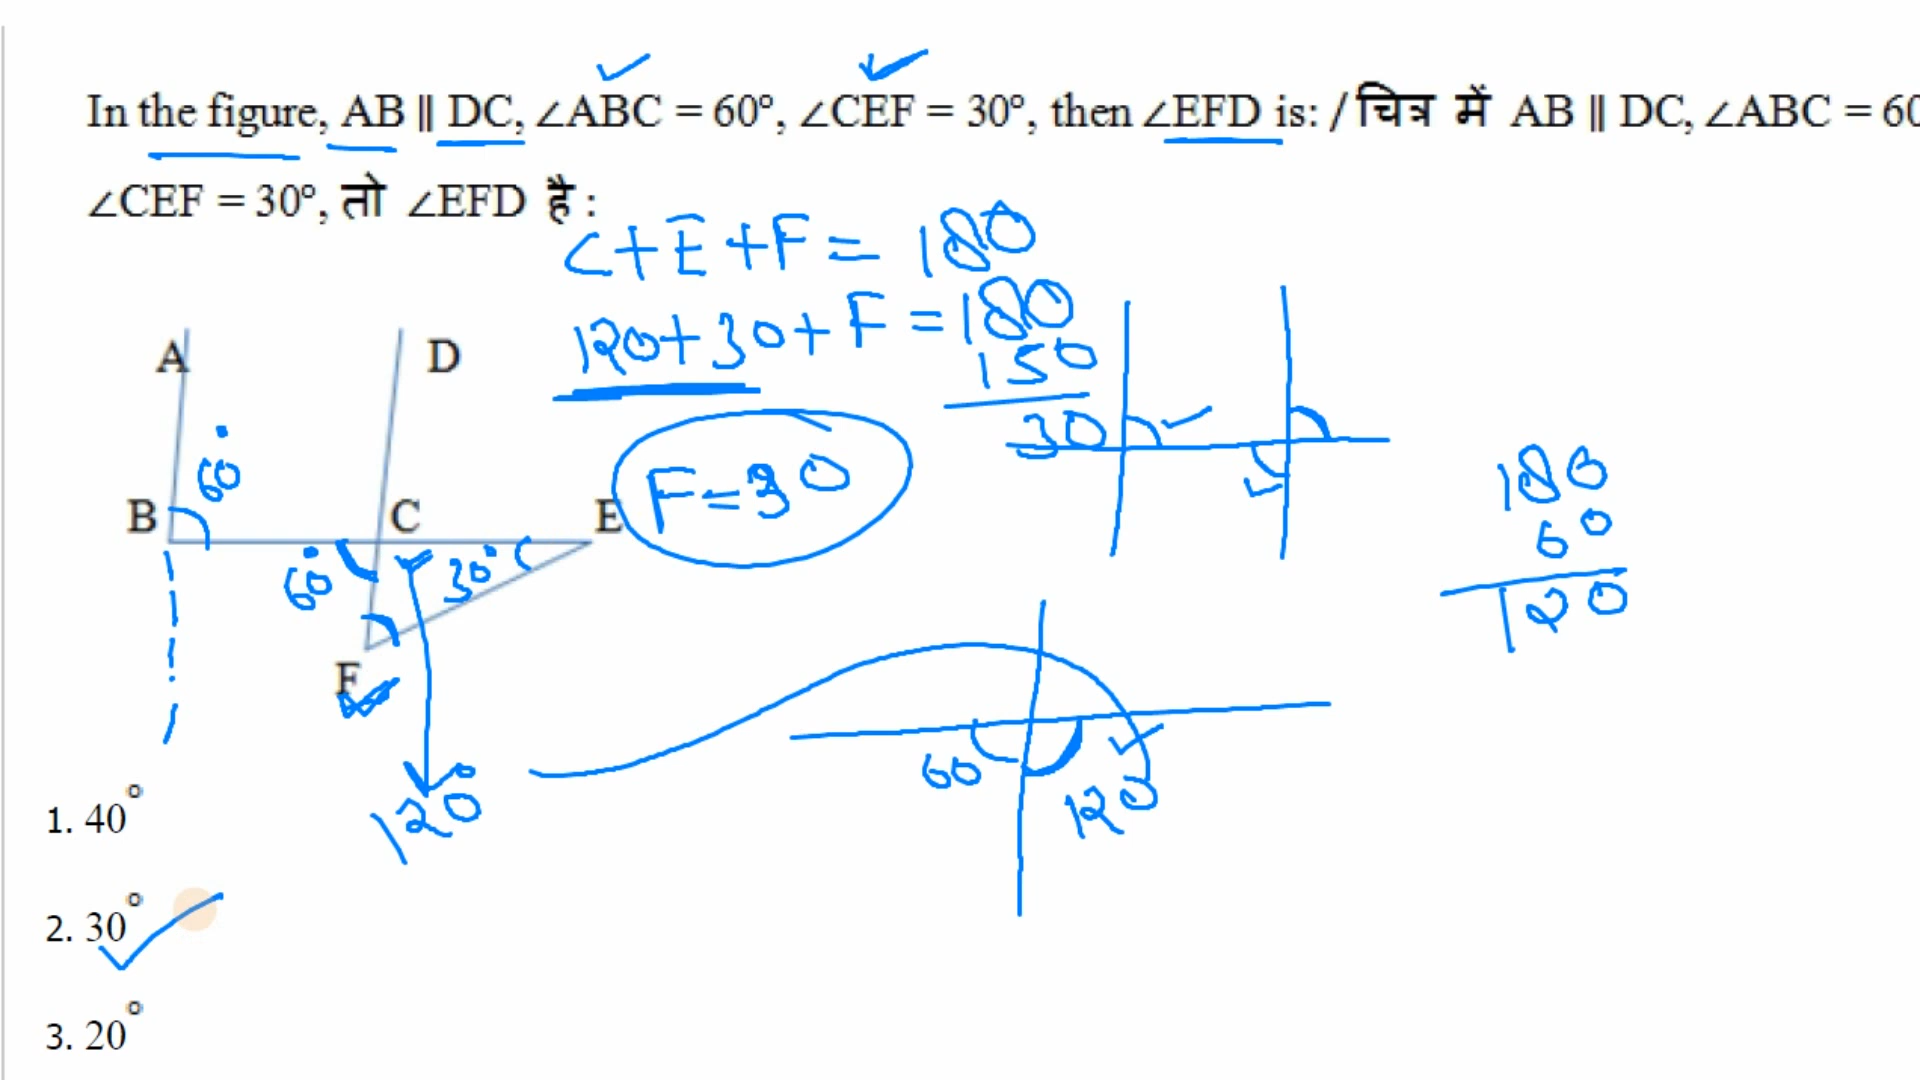 In the figure, AB || DC, ∠ABC = 60°, ∠CEF = 30°, then ∠EFD is: / चित्र में AB || DC, ∠ABC = 60
∠CEF = 30°, तो ∠EFD है :
C+E+F = 180
120+30+F = 180
150
30
A
D
60°
B
C
E
F=30
60°
30°
F
120°
180
60
120
60
120
1. 40°
2. 30°
3. 20°